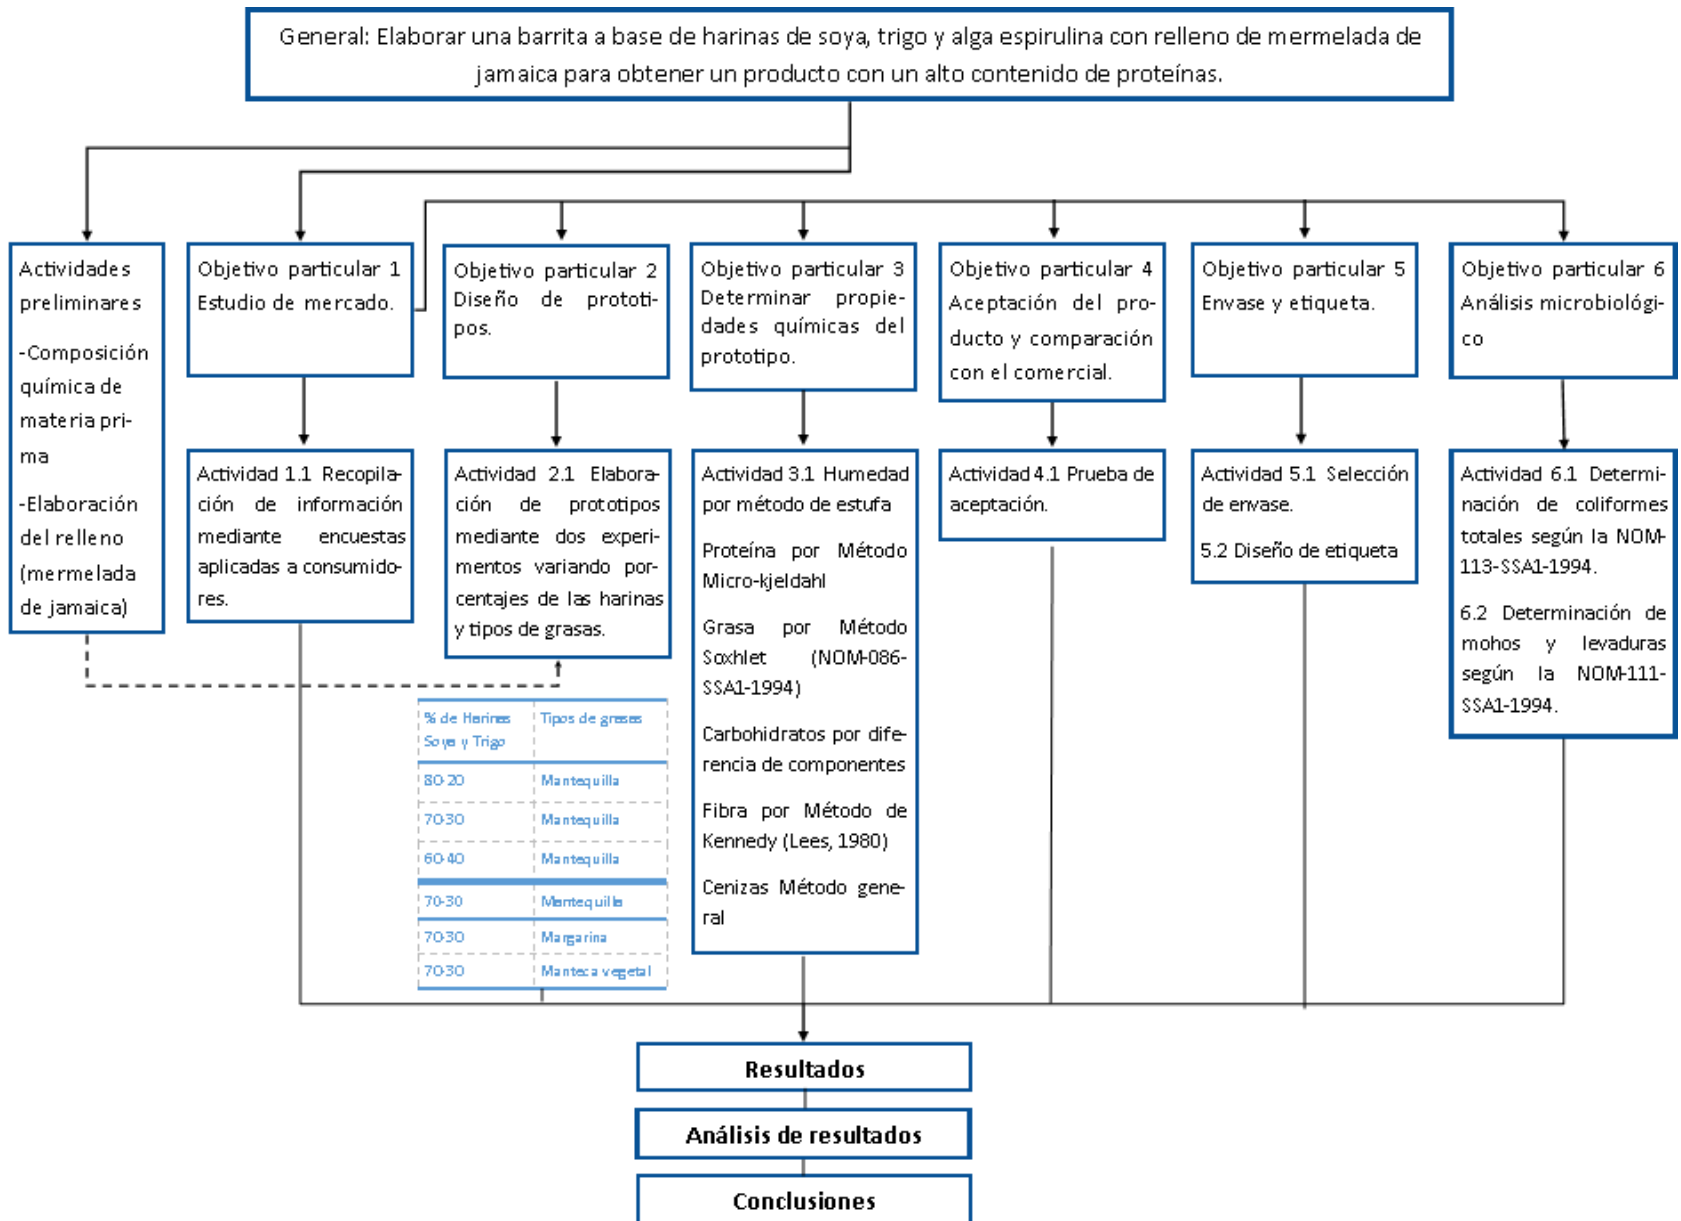 General: Elaborar una barrita a base de harinas de soya, trigo y alga espirulina con relleno de mermelada de
jamaica para obtener un producto con un alto contenido de proteínas.
Actividades
preliminares
-Composición
química de
materia pri-
ma
-Elaboración
del relleno
(mermelada
de jamaica)
Objetivo particular 1
Estudio de mercado.
Objetivo particular 2
Diseño de prototi-
pos.
Objetivo particular 3
Determinar propie-
dades químicas del
prototipo.
Objetivo particular 4
Aceptación del pro-
ducto y comparación
con el comercial.
Objetivo particular 5
Envase y etiqueta.
Objetivo particular 6
Análisis microbiológi-
co
Actividad 1.1 Recopila-
ción de información
mediante encuestas
aplicadas a consumido-
res.
Actividad 2.1 Elabora-
ción de prototipos
mediante dos experi-
mentos variando por-
centajes de las harinas
y tipos de grasas.
Actividad 3.1 Humedad
por método de estufa
Proteína por Método
Micro-kjeldahl
Grasa por Método
Soxhlet (NOM-086-
SSA1-1994)
Carbohidratos por dife-
rencia de componentes
Fibra por Método de
Kennedy (Lees, 1980)
Cenizas Método gene-
ral
Actividad 4.1 Prueba de
aceptación.
Actividad 5.1 Selección
de envase.
5.2 Diseño de etiqueta
Actividad 6.1 Determi-
nación de coliformes
totales según la NOM-
113-SSA1-1994.
6.2 Determinación de
mohos y levaduras
según la NOM-111-
SSA1-1994.
% de Harinas
Soya y Trigo
Tipos de grasas
80-20 Mantequilla
70-30 Mantequilla
60-40 Mantequilla
70-30 Mantequilla
70-30 Margarina
70-30 Manteca vegetal
Resultados
Análisis de resultados
Conclusiones